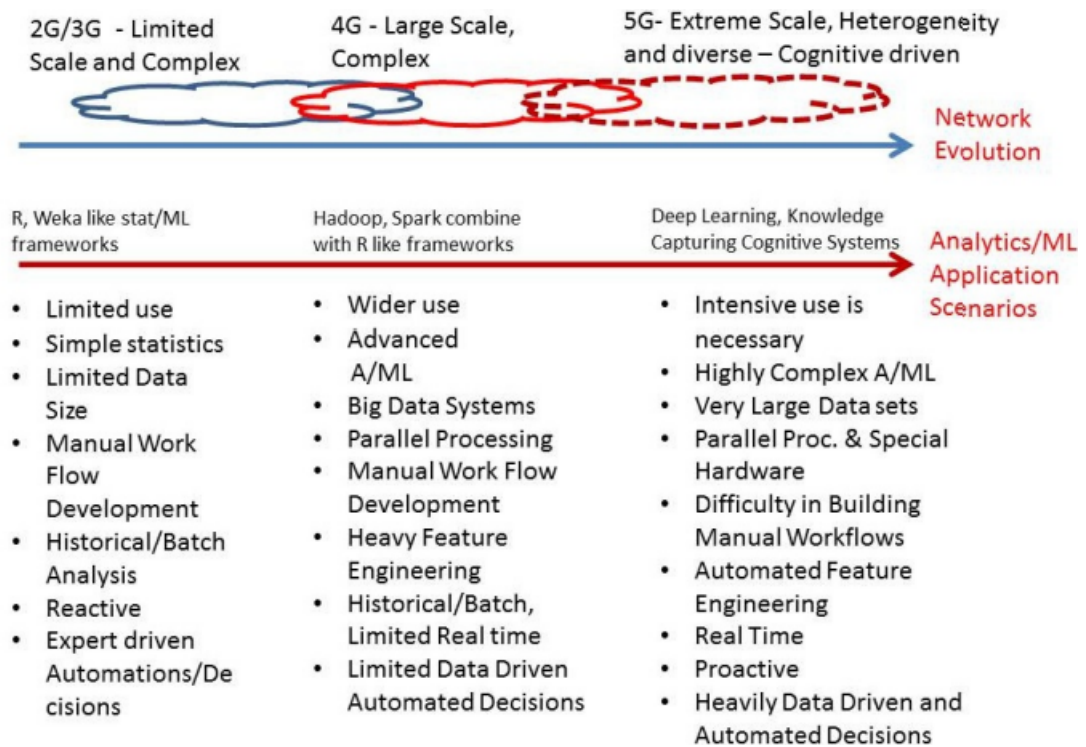 2G/3G - Limited
Scale and Complex
4G - Large Scale,
Complex
5G- Extreme Scale, Heterogeneity
and diverse – Cognitive driven
Network
Evolution
R, Weka like stat/ML
frameworks
Hadoop, Spark combine
with R like frameworks
Deep Learning, Knowledge
Capturing Cognitive Systems
Analytics/ML
Application
Scenarios
• Limited use
• Simple statistics
• Limited Data
Size
• Manual Work
Flow
Development
• Historical/Batch
Analysis
• Reactive
• Expert driven
Automations/De
cisions
• Wider use
• Advanced
A/ML
• Big Data Systems
• Parallel Processing
• Manual Work Flow
Development
• Heavy Feature
Engineering
• Historical/Batch,
Limited Real time
• Limited Data Driven
Automated Decisions
• Intensive use is
necessary
• Highly Complex A/ML
• Very Large Data sets
• Parallel Proc. & Special
Hardware
• Difficulty in Building
Manual Workflows
• Automated Feature
Engineering
• Real Time
• Proactive
• Heavily Data Driven and
Automated Decisions